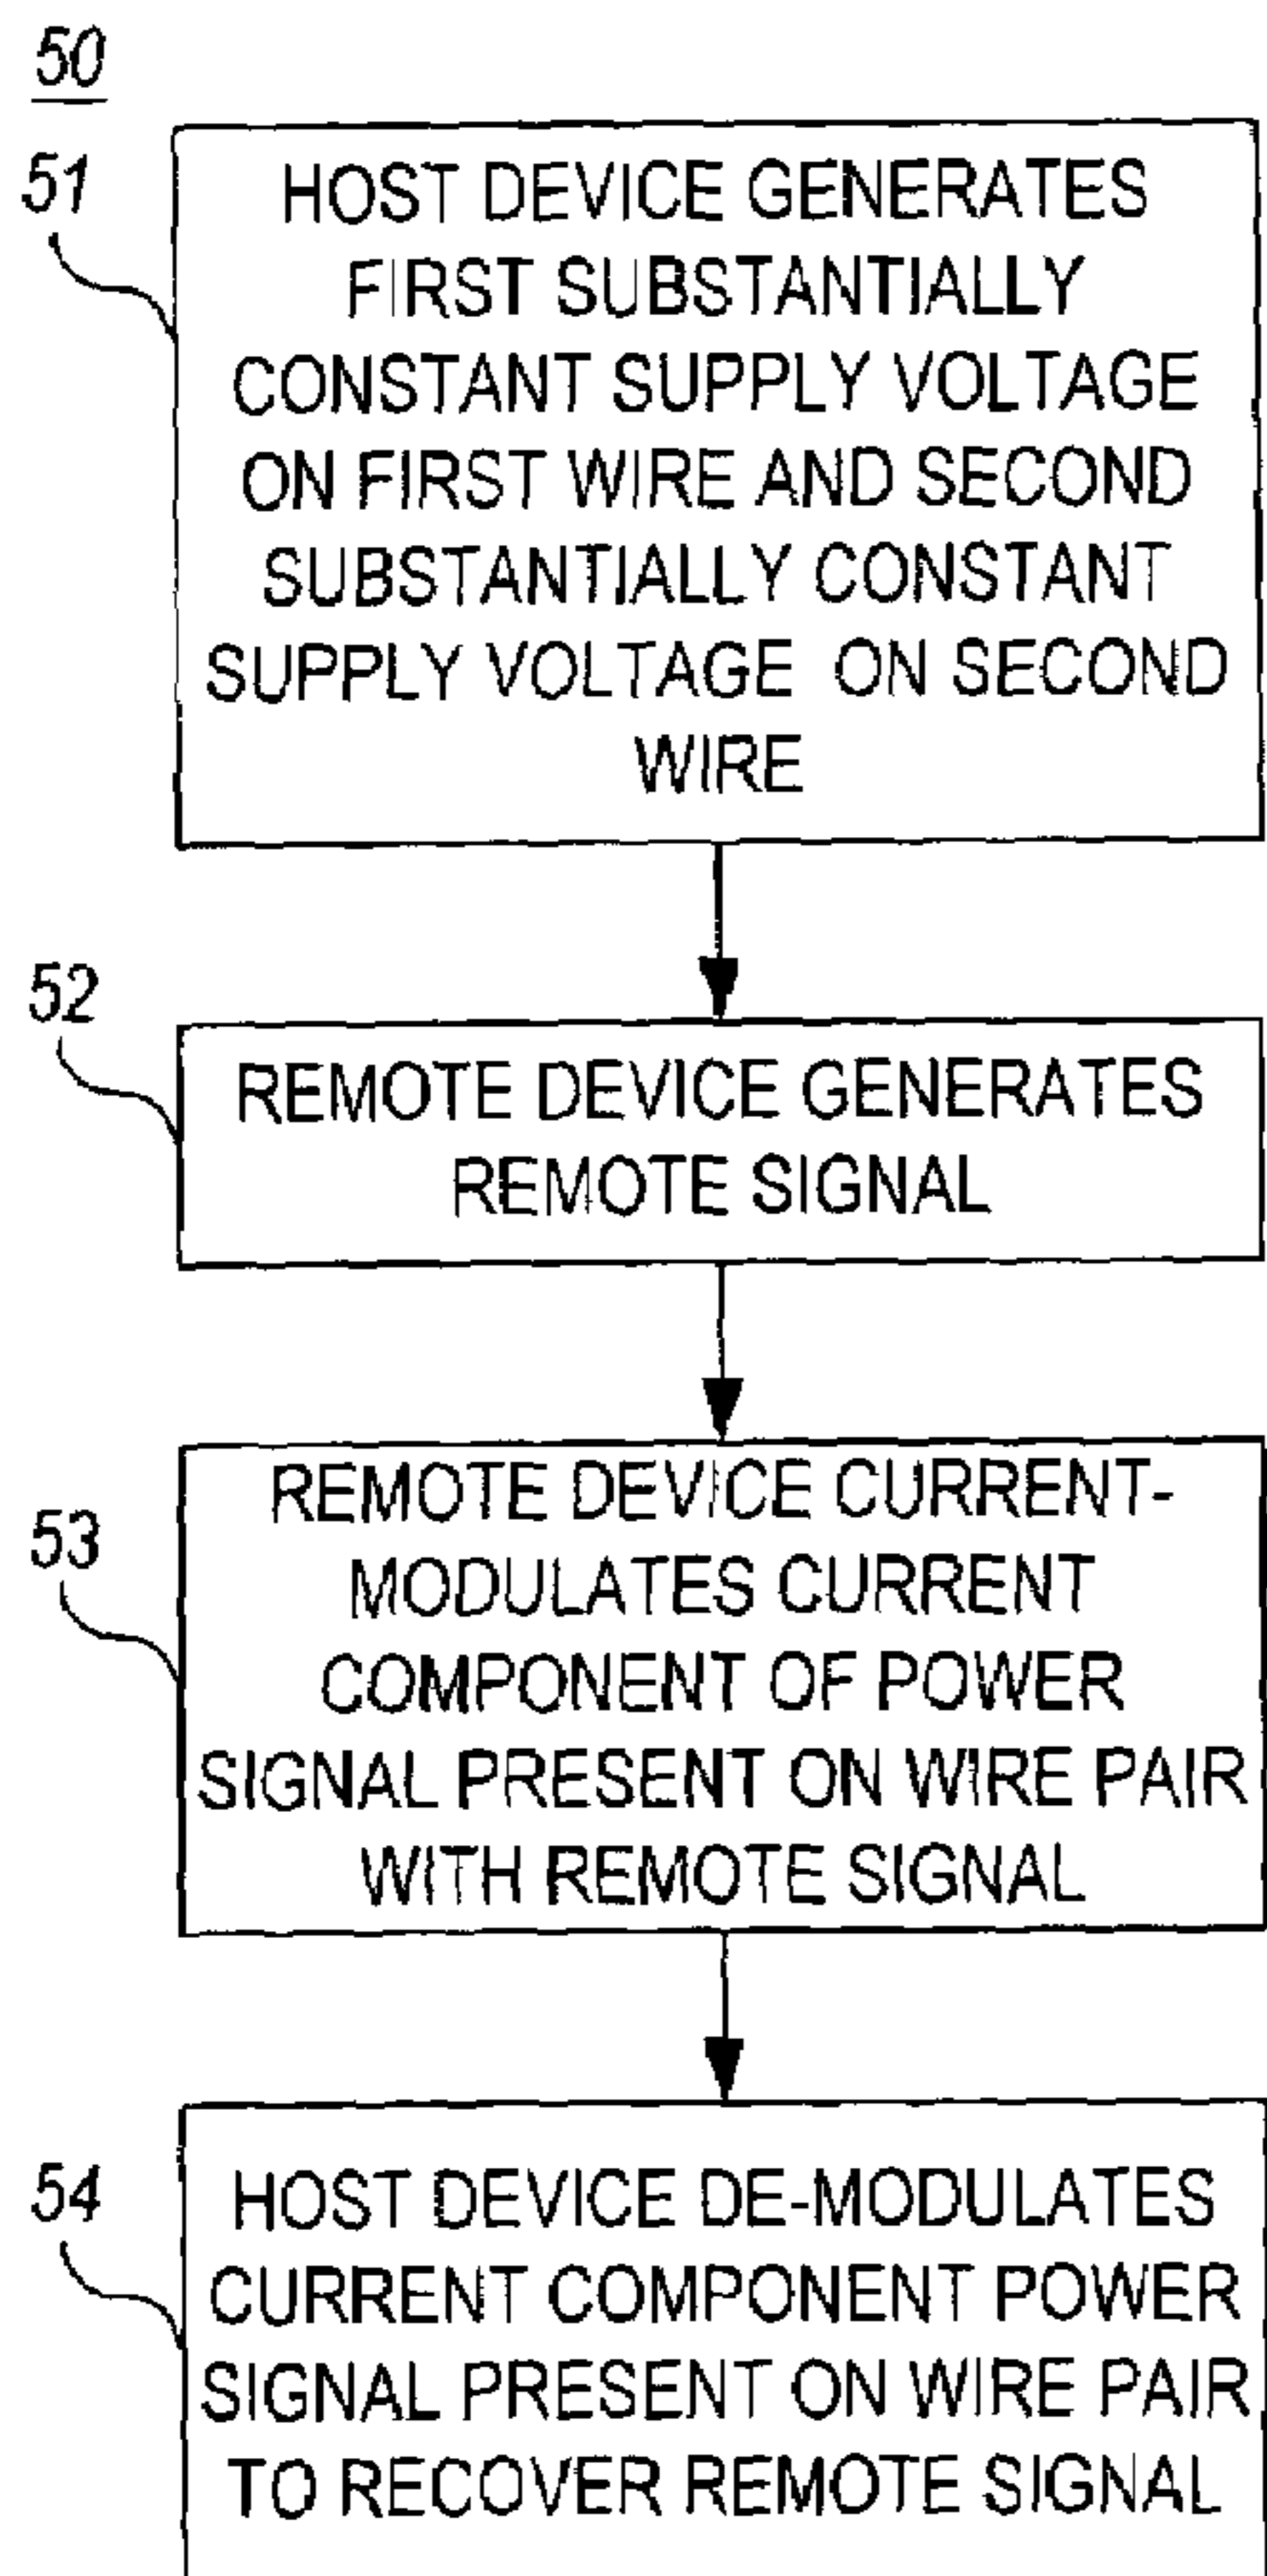 50
51
HOST DEVICE GENERATES
FIRST SUBSTANTIALLY
CONSTANT SUPPLY VOLTAGE
ON FIRST WIRE AND SECOND
SUBSTANTIALLY CONSTANT
SUPPLY VOLTAGE ON SECOND
WIRE
52
REMOTE DEVICE GENERATES
REMOTE SIGNAL
53
REMOTE DEVICE CURRENT-
MODULATES CURRENT
COMPONENT OF POWER
SIGNAL PRESENT ON WIRE PAIR
WITH REMOTE SIGNAL
54
HOST DEVICE DE-MODULATES
CURRENT COMPONENT POWER
SIGNAL PRESENT ON WIRE PAIR
TO RECOVER REMOTE SIGNAL